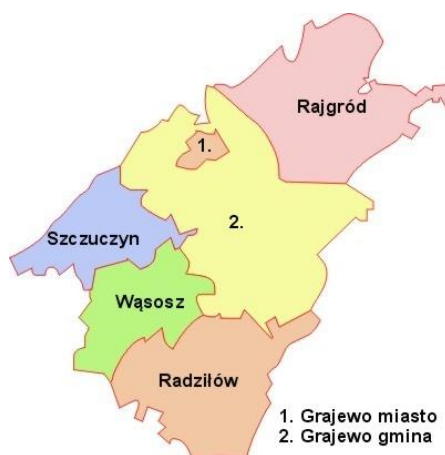 Rajgród
1.
2.
Szczuczyn
Wąsosz
Radziłów
1. Grajewo miasto
2. Grajewo gmina